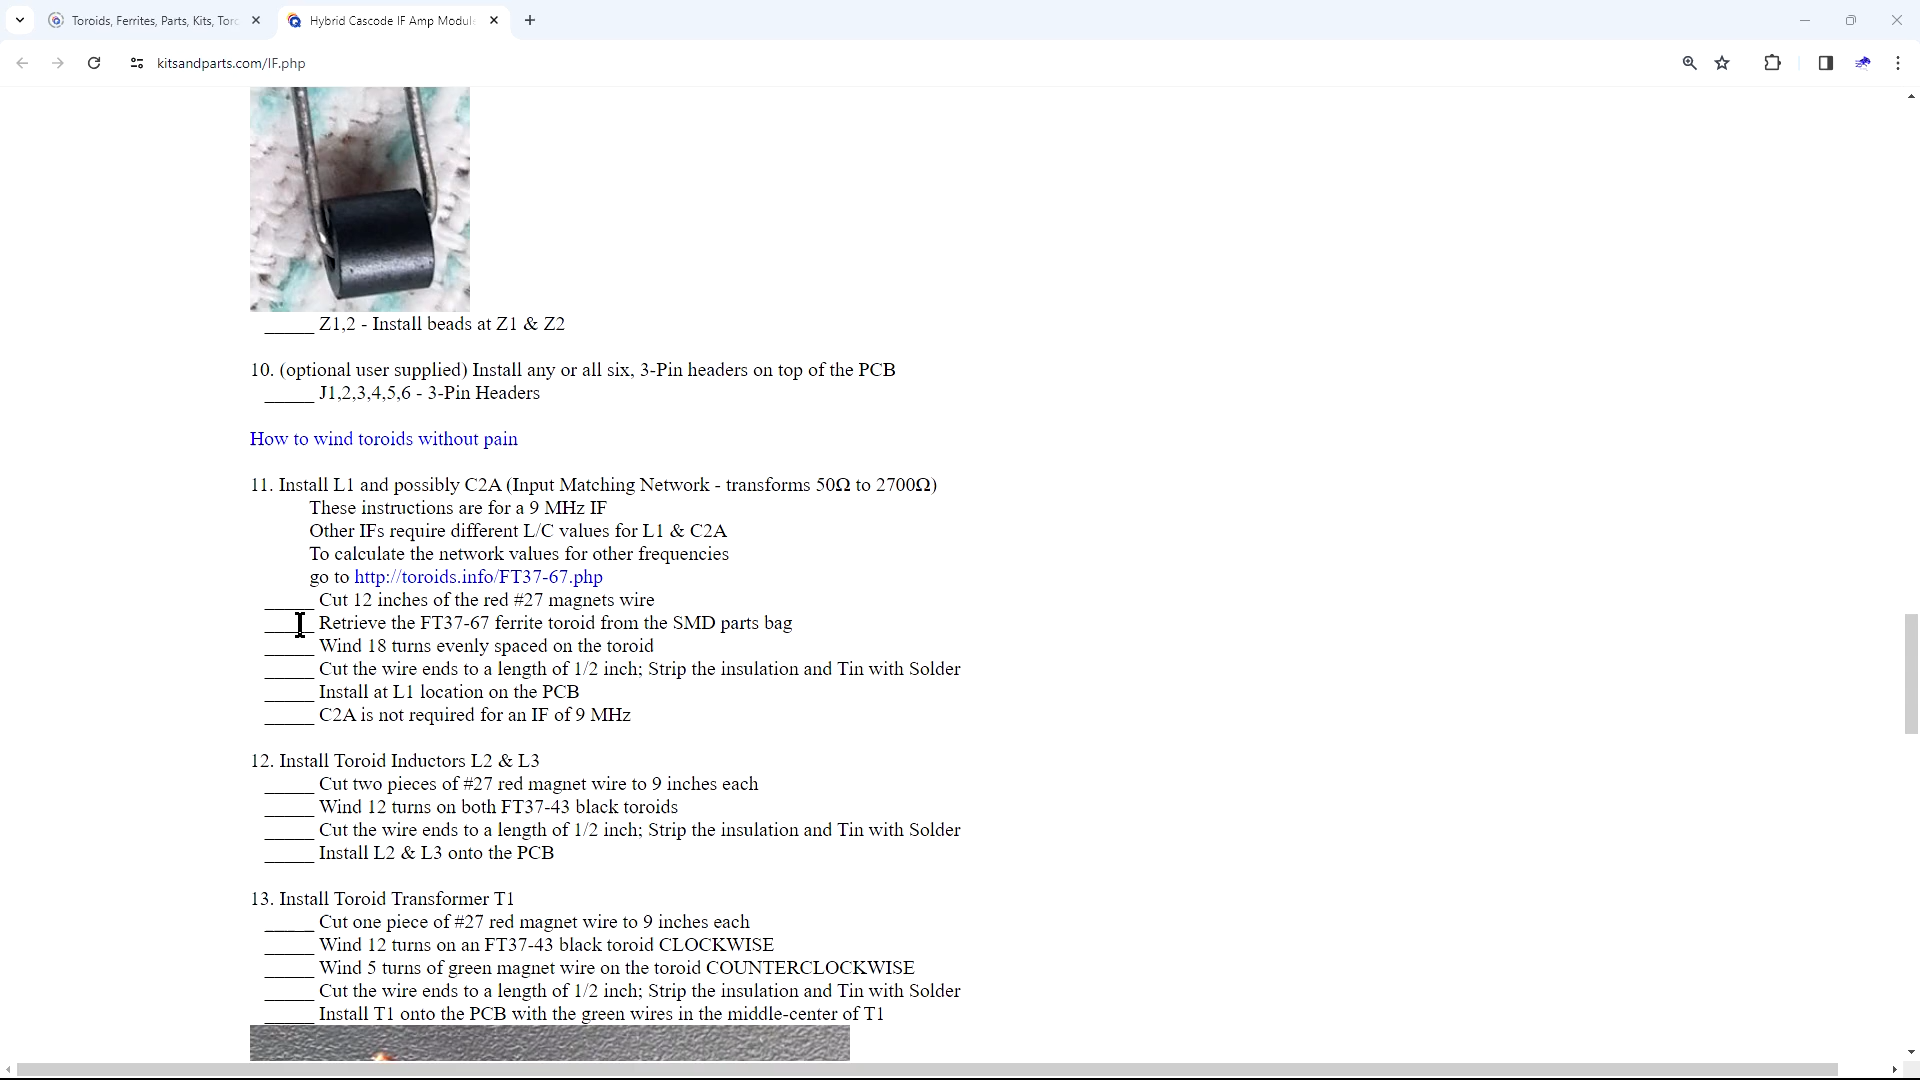 Toroids, Ferrites, Parts, Kits, Toro
Hybrid Cascode IF Amp Module
kitsandparts.com/IF.php
_____ Z1,2 - Install beads at Z1 & Z2
10. (optional user supplied) Install any or all six, 3-Pin headers on top of the PCB
_____ J1,2,3,4,5,6 - 3-Pin Headers
How to wind toroids without pain
11. Install L1 and possibly C2A (Input Matching Network - transforms 50Ω to 2700Ω)
These instructions are for a 9 MHz IF
Other IFs require different L/C values for L1 & C2A
To calculate the network values for other frequencies
go to http://toroids.info/FT37-67.php
_____ Cut 12 inches of the red #27 magnets wire
_____ Retrieve the FT37-67 ferrite toroid from the SMD parts bag
_____ Wind 18 turns evenly spaced on the toroid
_____ Cut the wire ends to a length of 1/2 inch; Strip the insulation and Tin with Solder
_____ Install at L1 location on the PCB
_____ C2A is not required for an IF of 9 MHz
12. Install Toroid Inductors L2 & L3
_____ Cut two pieces of #27 red magnet wire to 9 inches each
_____ Wind 12 turns on both FT37-43 black toroids
_____ Cut the wire ends to a length of 1/2 inch; Strip the insulation and Tin with Solder
_____ Install L2 & L3 onto the PCB
13. Install Toroid Transformer T1
_____ Cut one piece of #27 red magnet wire to 9 inches each
_____ Wind 12 turns on an FT37-43 black toroid CLOCKWISE
_____ Wind 5 turns of green magnet wire on the toroid COUNTERCLOCKWISE
_____ Cut the wire ends to a length of 1/2 inch; Strip the insulation and Tin with Solder
_____ Install T1 onto the PCB with the green wires in the middle-center of T1